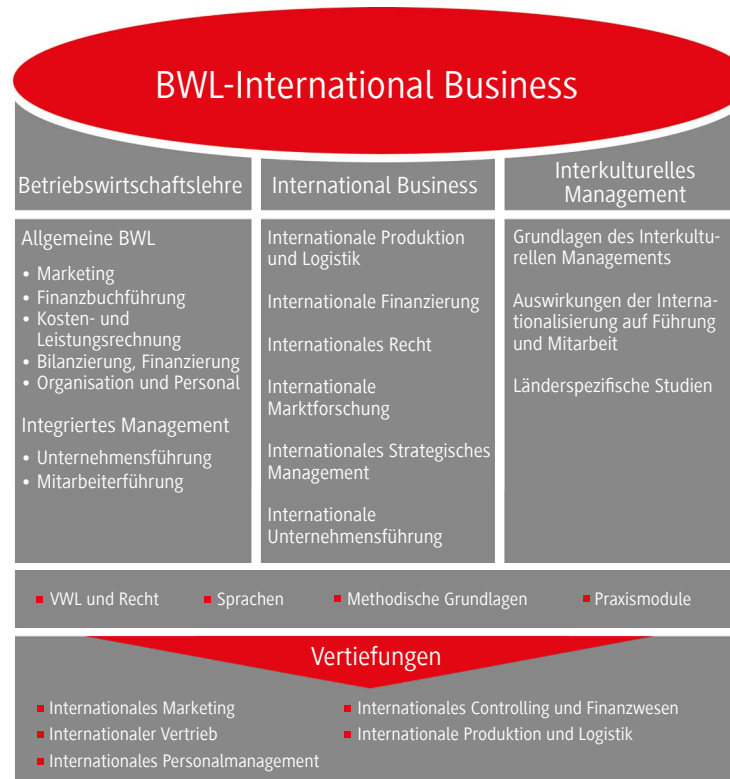 BWL-International Business
Betriebswirtschaftslehre
International Business
Interkulturelles
Management
Allgemeine BWL
• Marketing
• Finanzbuchführung
• Kosten- und
Leistungsrechnung
• Bilanzierung, Finanzierung
• Organisation und Personal
Integriertes Management
• Unternehmensführung
• Mitarbeiterführung
Internationale Produktion
und Logistik
Internationale Finanzierung
Internationales Recht
Internationale
Marktforschung
Internationales Strategisches
Management
Internationale
Unternehmensführung
Grundlagen des Interkultu-
rellen Managements
Auswirkungen der Interna-
tionalisierung auf Führung
und Mitarbeit
Länderspezifische Studien
▪ VWL und Recht ▪ Sprachen ▪ Methodische Grundlagen ▪ Praxismodule
Vertiefungen
▪ Internationales Marketing
▪ Internationaler Vertrieb
▪ Internationales Personalmanagement
▪ Internationales Controlling und Finanzwesen
▪ Internationale Produktion und Logistik